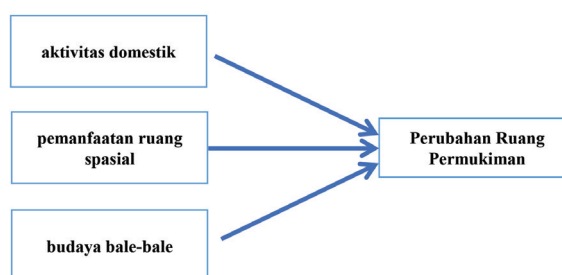 aktivitas domestik
pemanfaatan ruang
spasial
budaya bale-bale
Perubahan Ruang
Permukiman